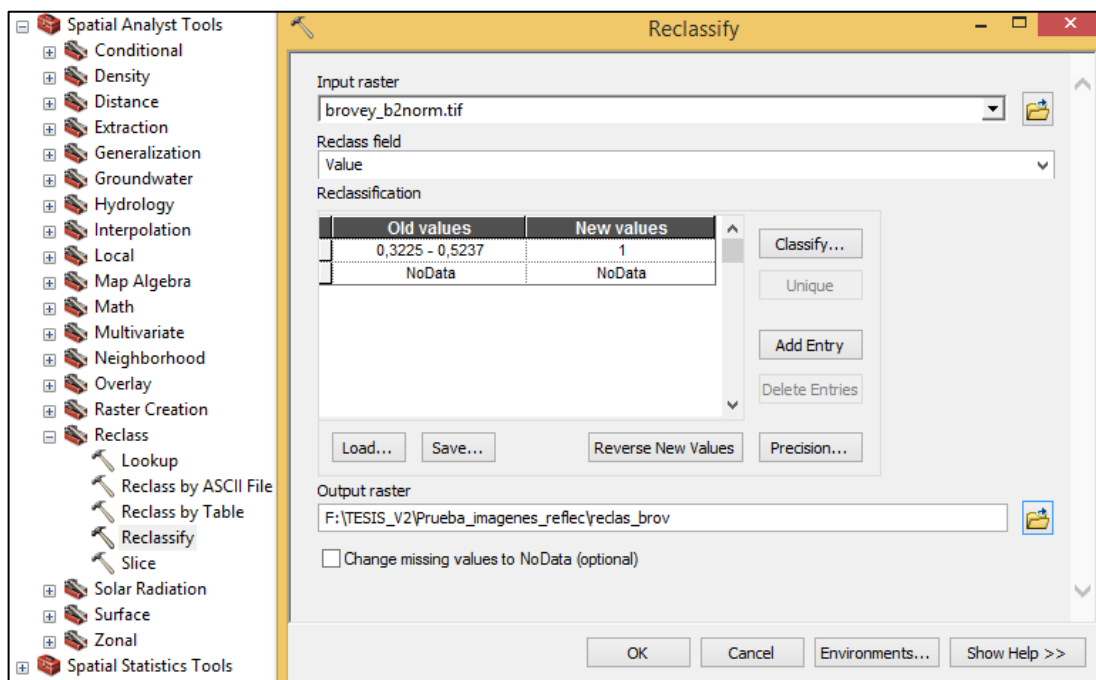 Spatial Analyst Tools
Conditional
Density
Distance
Extraction
Generalization
Groundwater
Hydrology
Interpolation
Local
Map Algebra
Math
Multivariate
Neighborhood
Overlay
Raster Creation
Reclass
Lookup
Reclass by ASCII File
Reclass by Table
Reclassify
Slice
Solar Radiation
Surface
Zonal
Spatial Statistics Tools
Reclassify
Input raster
brovey_b2norm.tif
Reclass field
Value
Reclassification
Old values New values
0,3225 - 0,5237 1
NoData NoData
Classify...
Unique
Add Entry
Delete Entries
Load... Save... Reverse New Values Precision...
Output raster
F:\TESIS_V2\Prueba_imagenes_reflec\reclas_brov
Change missing values to NoData (optional)
OK Cancel Environments... Show Help >>